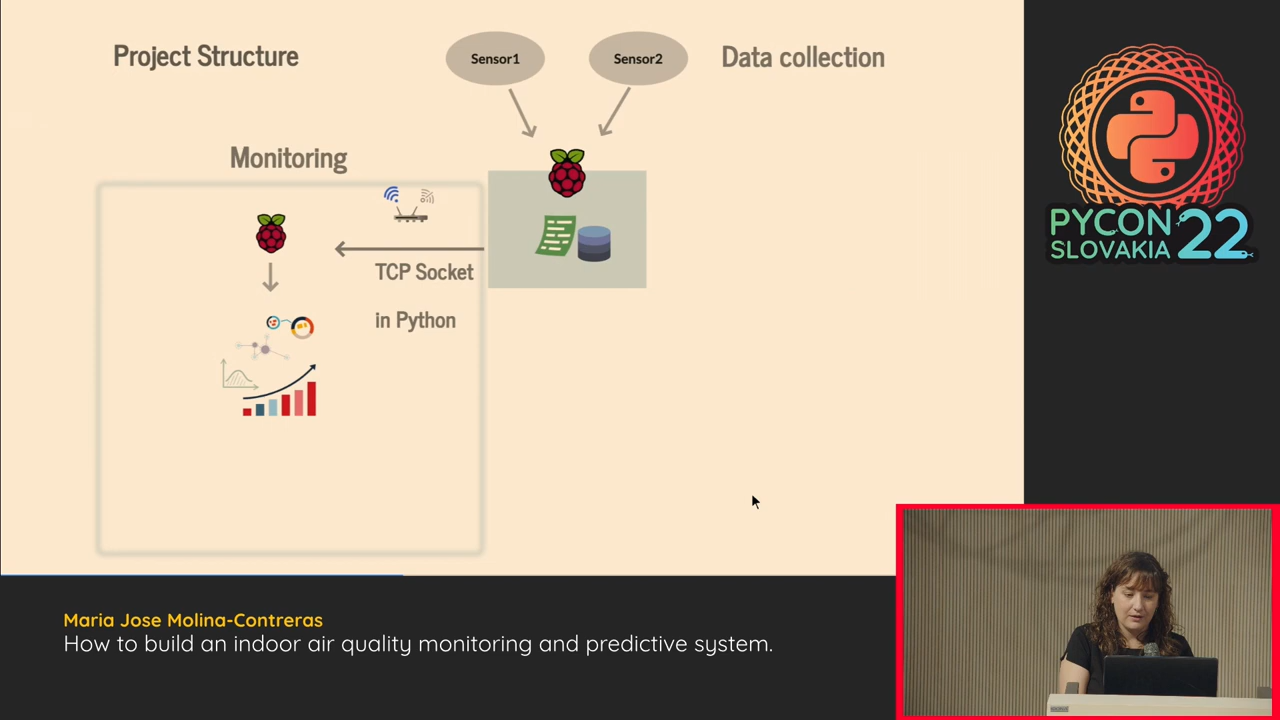 Project Structure
Sensor1
Sensor2
Data collection
Monitoring
TCP Socket
in Python
PYCON
SLOVAKIA
22
Maria Jose Molina-Contreras
How to build an indoor air quality monitoring and predictive system.